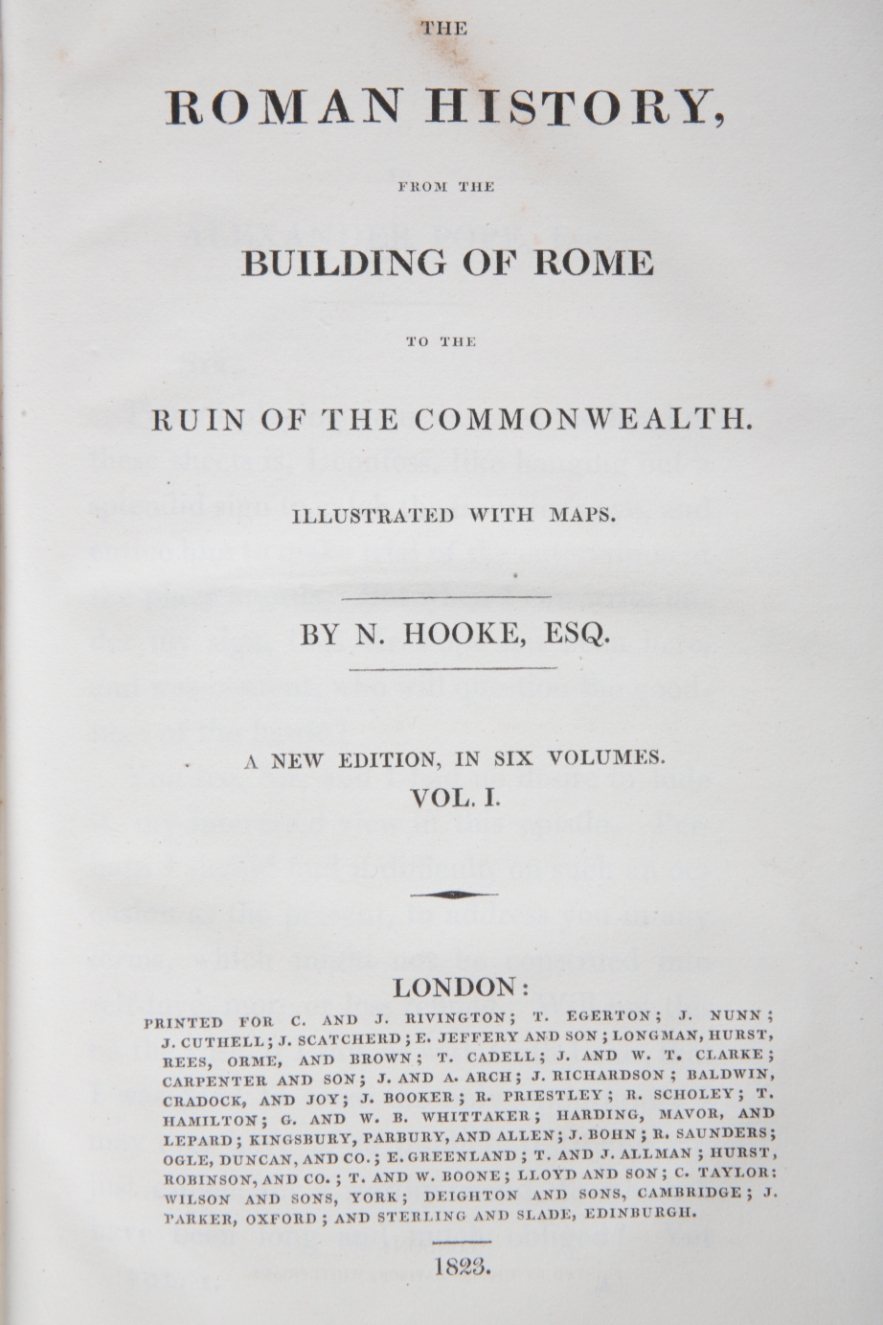 THE
ROMAN HISTORY,
FROM THE
BUILDING OF ROME
TO THE
RUIN OF THE COMMONWEALTH.
ILLUSTRATED WITH MAPS.
BY N. HOOKE, ESQ.
A NEW EDITION, IN SIX VOLUMES.
VOL. I.
LONDON:
PRINTED FOR C. AND J. RIVINGTON; T. EGERTON; J. NUNN;
J. CUTHELL; J. SCATCHERD; E. JEFFERY AND SON; LONGMAN, HURST,
REES, ORME, AND BROWN; T. CADELL; J. AND W. T. CLARKE;
CARPENTER AND SON; J. AND A. ARCH; J. RICHARDSON; BALDWIN,
CRADOCK, AND JOY; J. BOOKER; R. PRIESTLEY; R. SCHOLEY; T.
HAMILTON; G. AND W. B. WHITTAKER; HARDING, MAVOR, AND
LEPARD; KINGSBURY, PARBURY, AND ALLEN; J. BOHN; R. SAUNDERS;
OGLE, DUNCAN, AND CO.; E. GREENLAND; T. AND J. ALLMAN; HURST,
ROBINSON, AND CO.; T. AND W. BOONE; LLOYD AND SON; C. TAYLOR:
WILSON AND SONS, YORK; DEIGHTON AND SONS, CAMBRIDGE; J.
PARKER, OXFORD; AND STERLING AND SLADE, EDINBURGH.
1823.